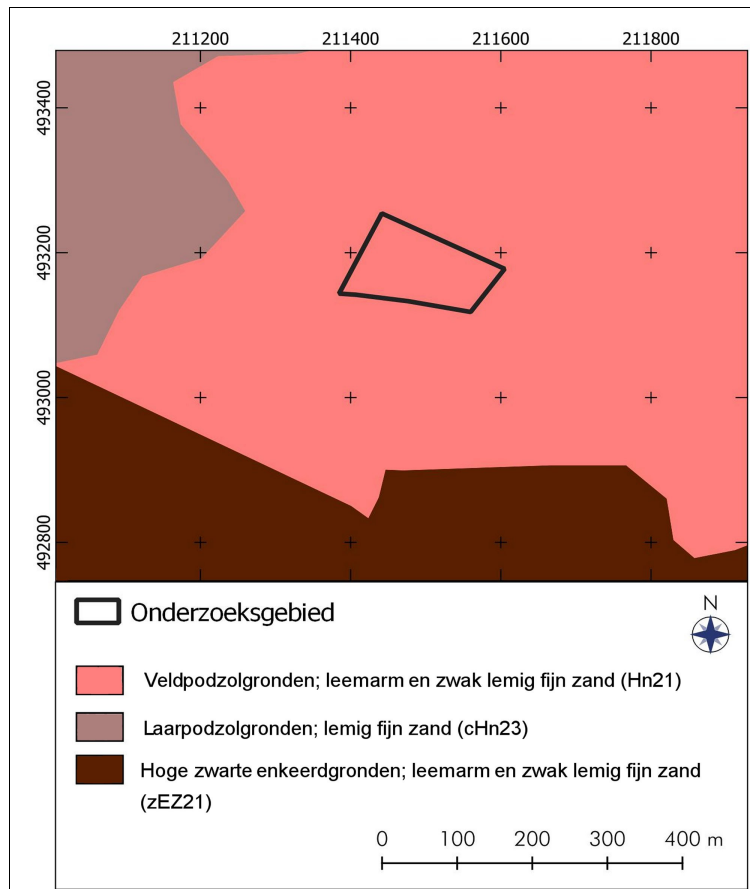 211200 211400 211600 211800
493400
493200
493000
492800
Onderzoeksgebied
N
Veldpodzolgronden; leemarm en zwak lemig fijn zand (Hn21)
Laarpodzolgronden; lemig fijn zand (cHn23)
Hoge zwarte enkeerdgronden; leemarm en zwak lemig fijn zand
(zEZ21)
0 100 200 300 400 m